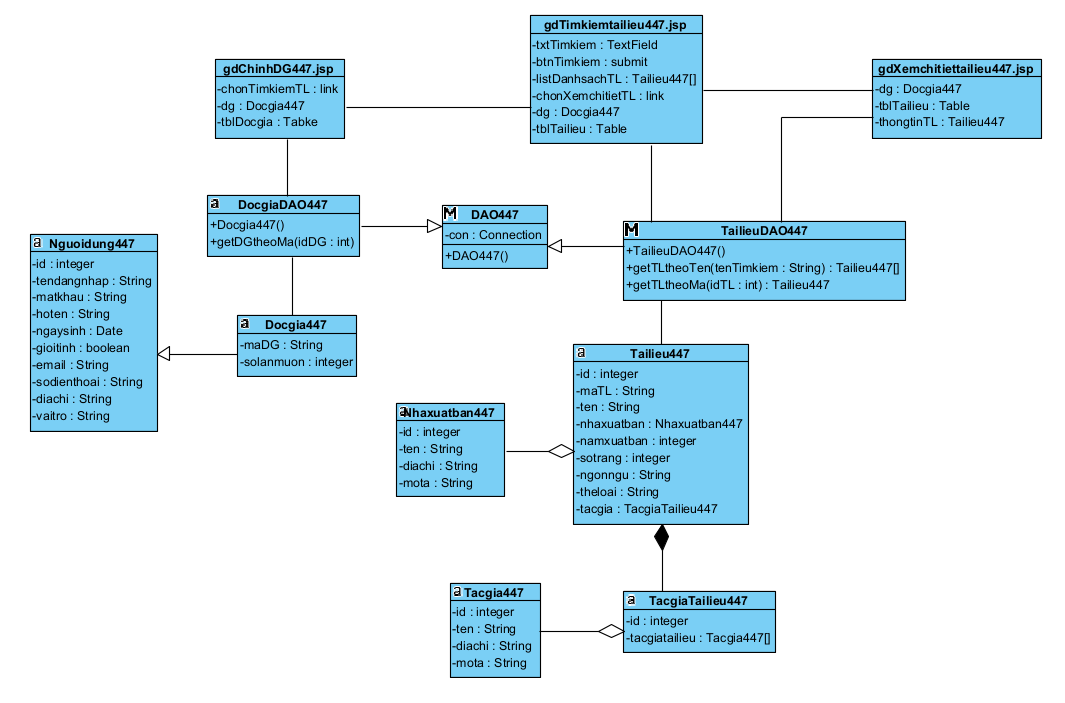 gdTimkiemtailieu447.jsp
-txtTimkiem : TextField
-btnTimkiem : submit
-listDanhsachTL : Tailieu447[]
-chonXemchitietTL : link
-dg : Docgia447
-tblTailieu : Table
gdChinhDG447.jsp
-chonTimkiemTL : link
-dg : Docgia447
-tblDocgia : Tabke
gdXemchitiettailieu447.jsp
-dg : Docgia447
-tblTailieu : Table
-thongtinTL : Tailieu447
a DocgiaDAO447
+Docgia447()
+getDGtheoMa(idDG : int)
M DAO447
-con : Connection
+DAO447()
M TailieuDAO447
+TailieuDAO447()
+getTLtheoTen(tenTimkiem : String) : Tailieu447[]
+getTLtheoMa(idTL : int) : Tailieu447
a Nguoidung447
-id : integer
-tendangnhap : String
-matkhau : String
-hoten : String
-ngaysinh : Date
-gioitinh : boolean
-email : String
-sodienthoai : String
-diachi : String
-vaitro : String
a Docgia447
-maDG : String
-solanmuon : integer
a Tailieu447
-id : integer
-maTL : String
-ten : String
-nhaxuatban : Nhaxuatban447
-namxuatban : integer
-sotrang : integer
-ngonngu : String
-theloai : String
-tacgia : TacgiaTailieu447
a Nhaxuatban447
-id : integer
-ten : String
-diachi : String
-mota : String
a Tacgia447
-id : integer
-ten : String
-diachi : String
-mota : String
a TacgiaTailieu447
-id : integer
-tacgiatailieu : Tacgia447[]